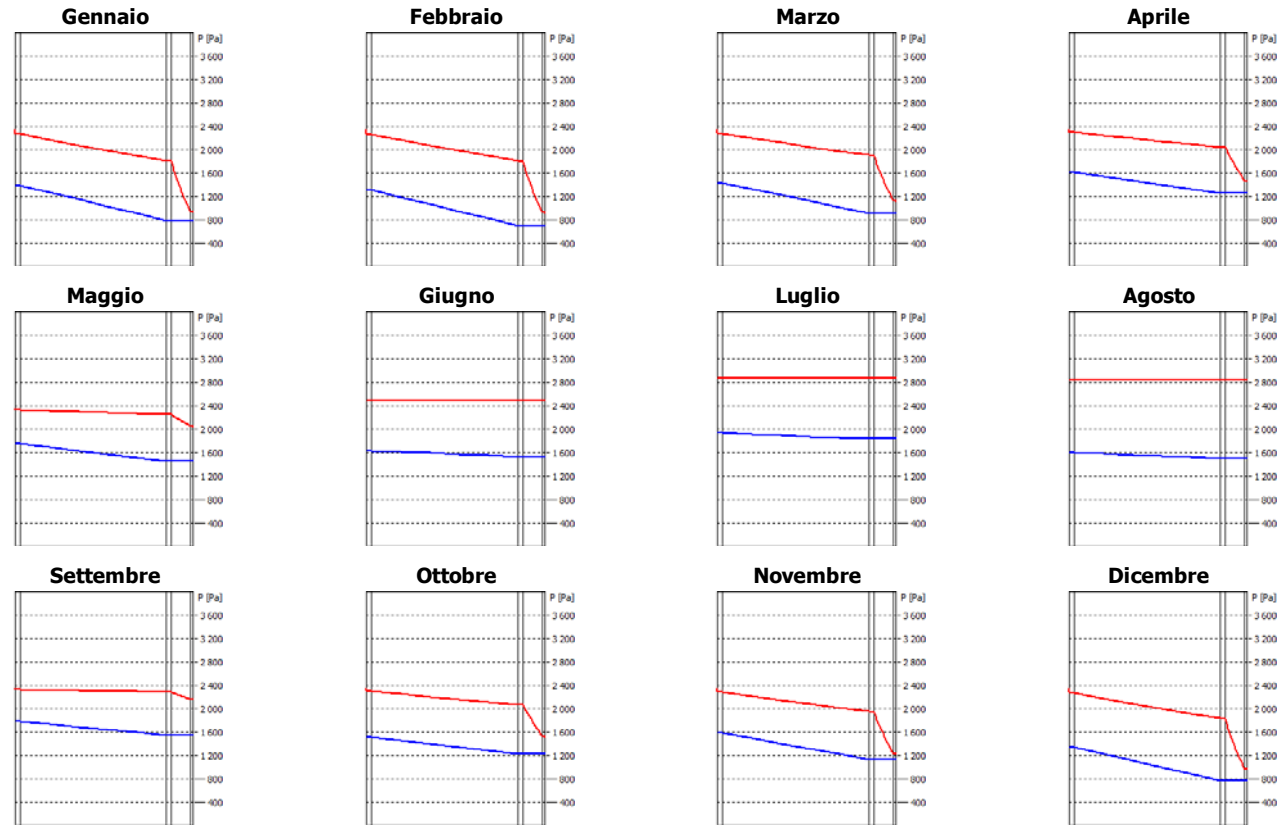 Gennaio Febbraio Marzo Aprile
P [Pa] P [Pa] P [Pa] P [Pa]
3 600 3 600 3 600 3 600
3 200 3 200 3 200 3 200
2 800 2 800 2 800 2 800
2 400 2 400 2 400 2 400
2 000 2 000 2 000 2 000
1 600 1 600 1 600 1 600
1 200 1 200 1 200 1 200
800 800 800 800
400 400 400 400
Maggio Giugno Luglio Agosto
P [Pa] P [Pa] P [Pa] P [Pa]
3 600 3 600 3 600 3 600
3 200 3 200 3 200 3 200
2 800 2 800 2 800 2 800
2 400 2 400 2 400 2 400
2 000 2 000 2 000 2 000
1 600 1 600 1 600 1 600
1 200 1 200 1 200 1 200
800 800 800 800
400 400 400 400
Settembre Ottobre Novembre Dicembre
P [Pa] P [Pa] P [Pa] P [Pa]
3 600 3 600 3 600 3 600
3 200 3 200 3 200 3 200
2 800 2 800 2 800 2 800
2 400 2 400 2 400 2 400
2 000 2 000 2 000 2 000
1 600 1 600 1 600 1 600
1 200 1 200 1 200 1 200
800 800 800 800
400 400 400 400